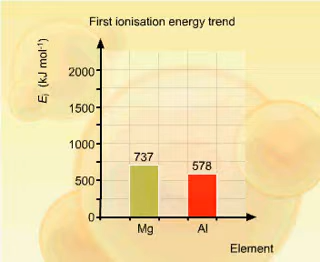 First ionisation energy trend
Eᵢ (kJ mol⁻¹)
2000
1500
1000
500
0
737
578
Mg
Al
Element